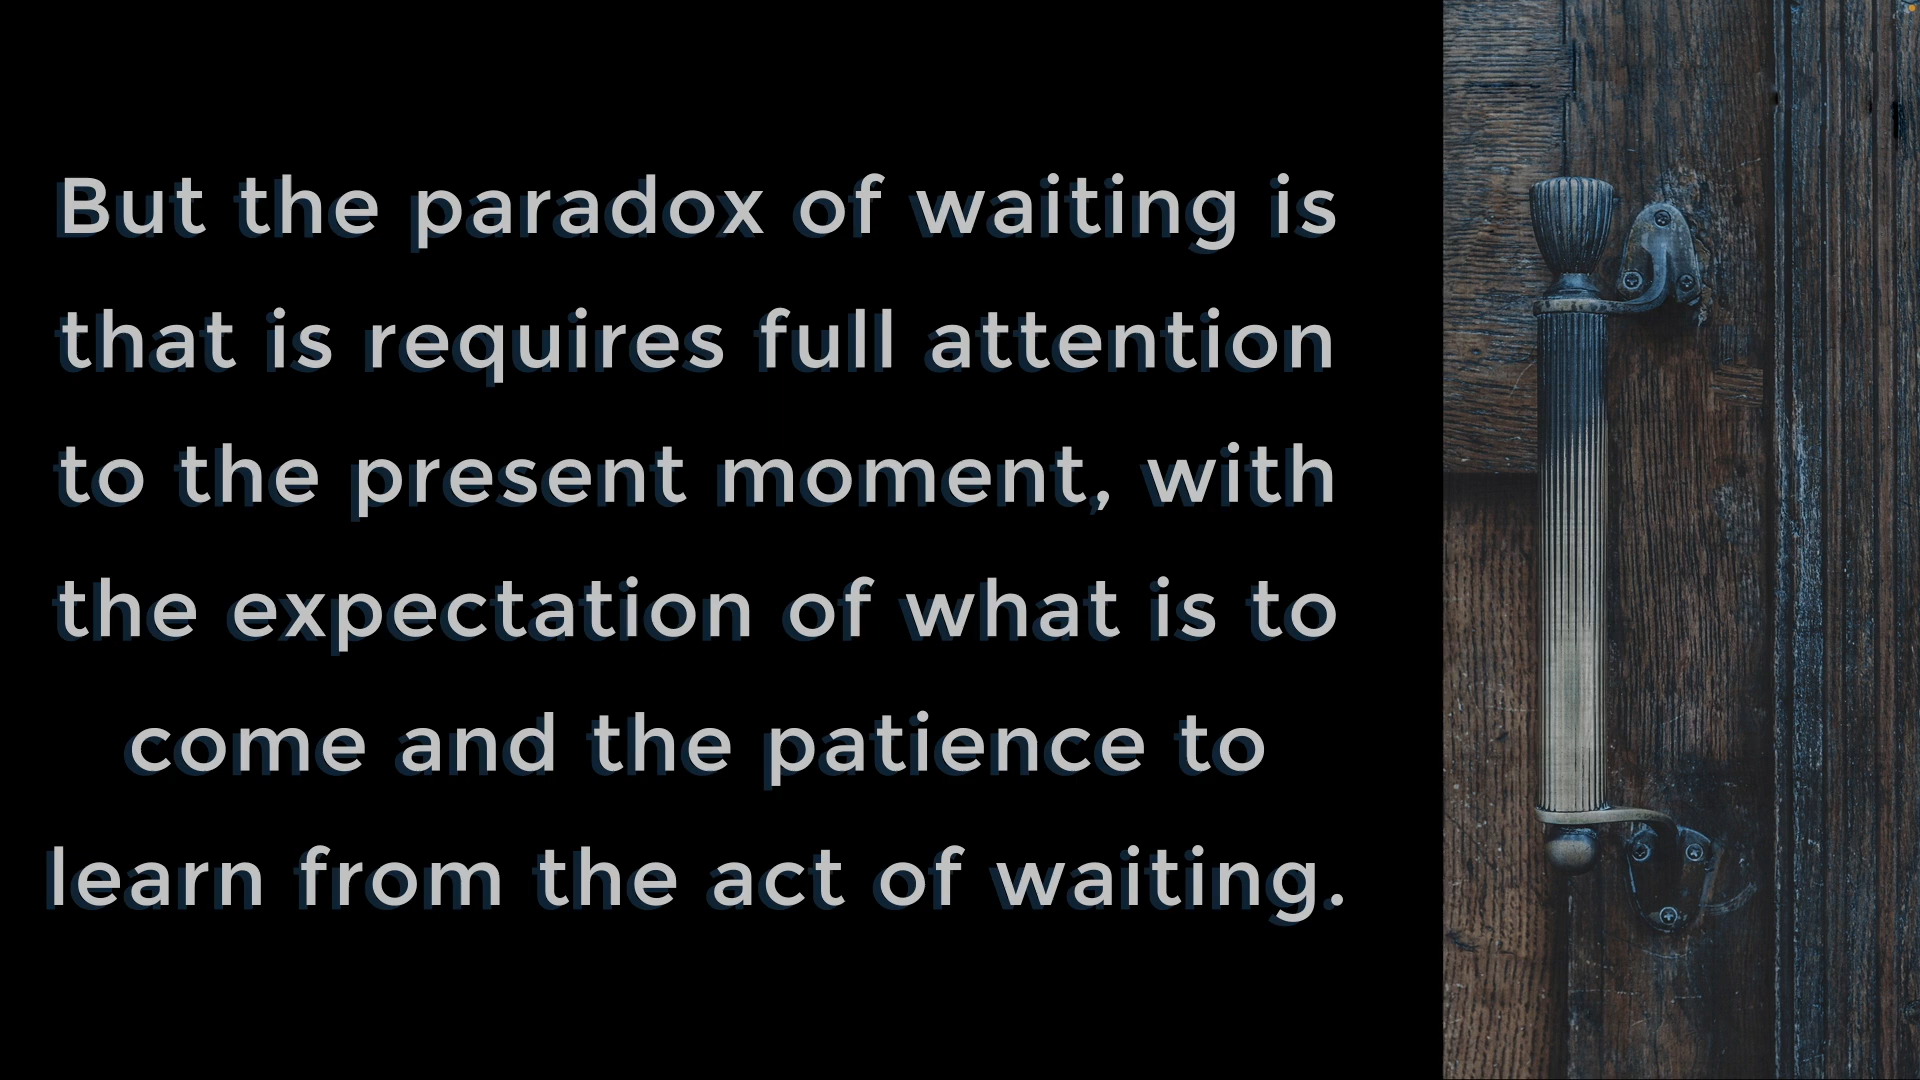 But the paradox of waiting is
that is requires full attention
to the present moment, with
the expectation of what is to
come and the patience to
learn from the act of waiting.